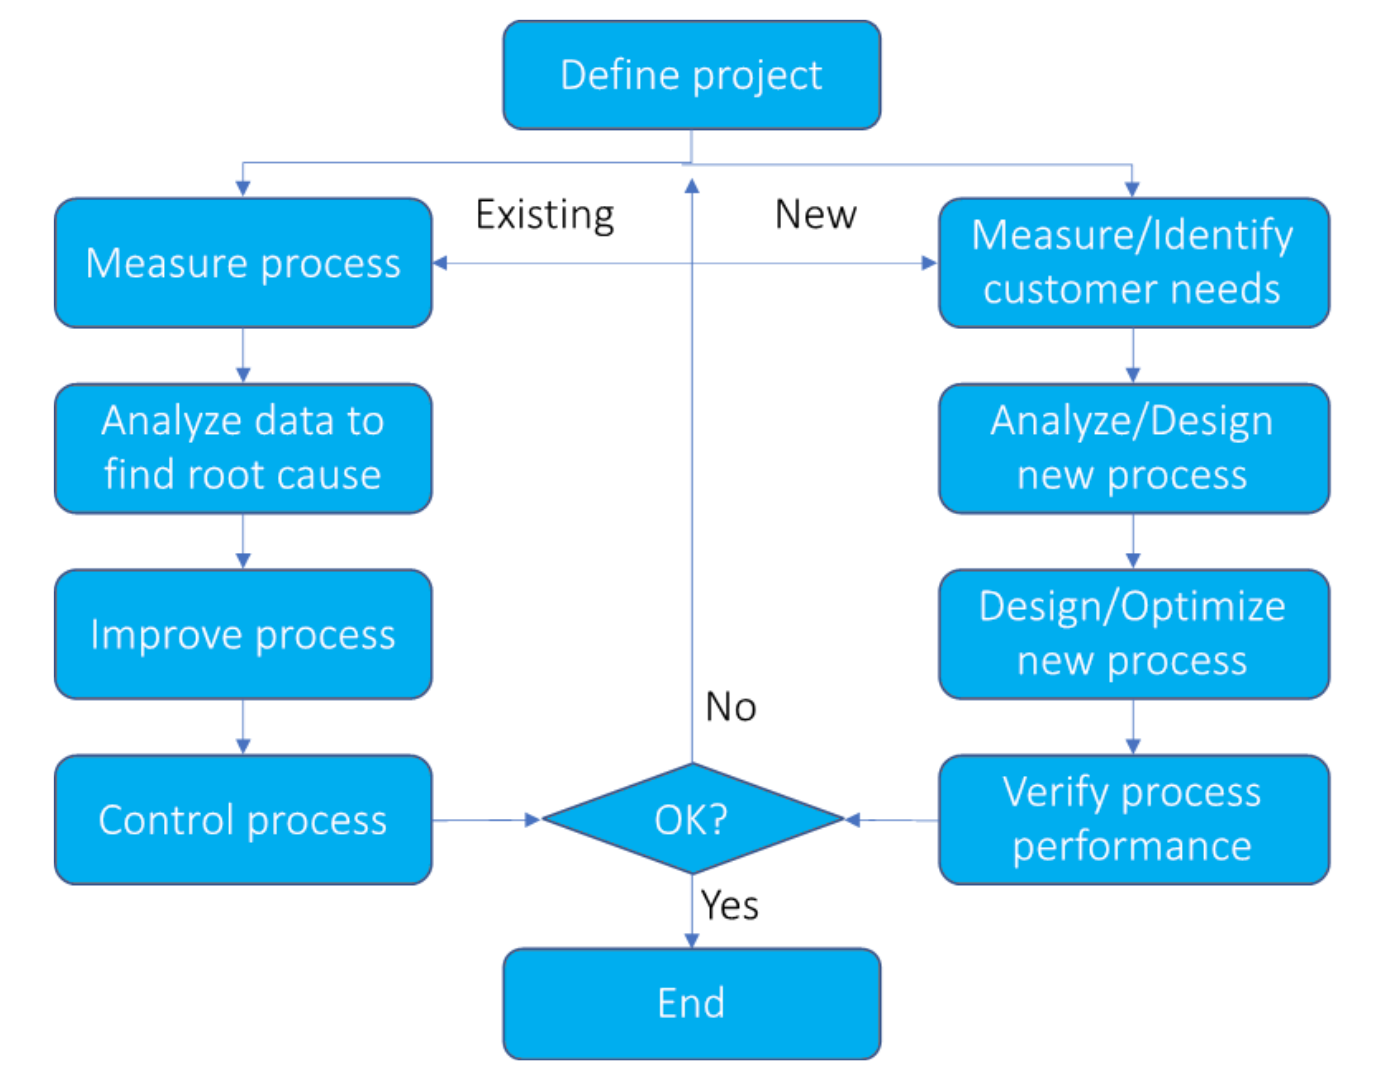 Define project
Existing
New
Measure process
Measure/Identify
customer needs
Analyze data to
find root cause
Analyze/Design
new process
Improve process
Design/Optimize
new process
No
Control process
OK?
Verify process
performance
Yes
End